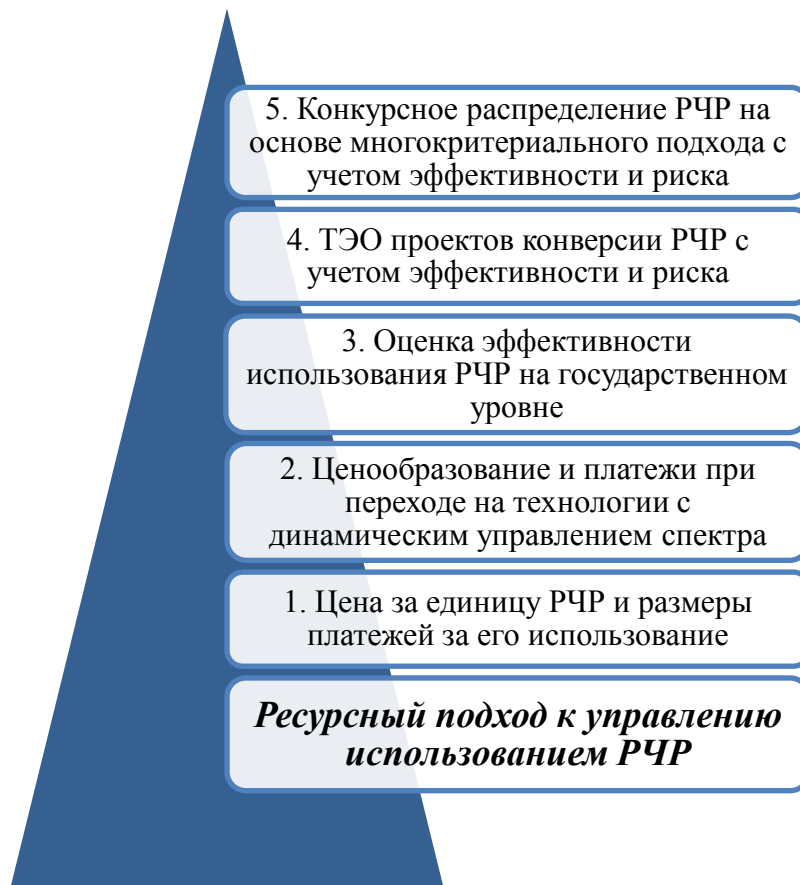 5. Конкурсное распределение РЧР на
основе многокритериального подхода с
учетом эффективности и риска
4. ТЭО проектов конверсии РЧР с
учетом эффективности и риска
3. Оценка эффективности
использования РЧР на государственном
уровне
2. Ценообразование и платежи при
переходе на технологии с
динамическим управлением спектра
1. Цена за единицу РЧР и размеры
платежей за его использование
Ресурсный подход к управлению
использованием РЧР